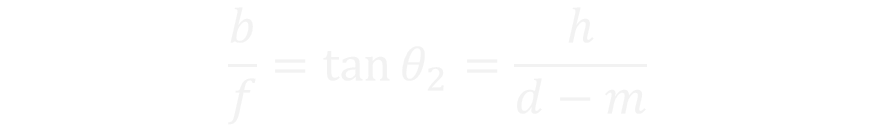 b/f = tan θ₂ = h/(d − m)